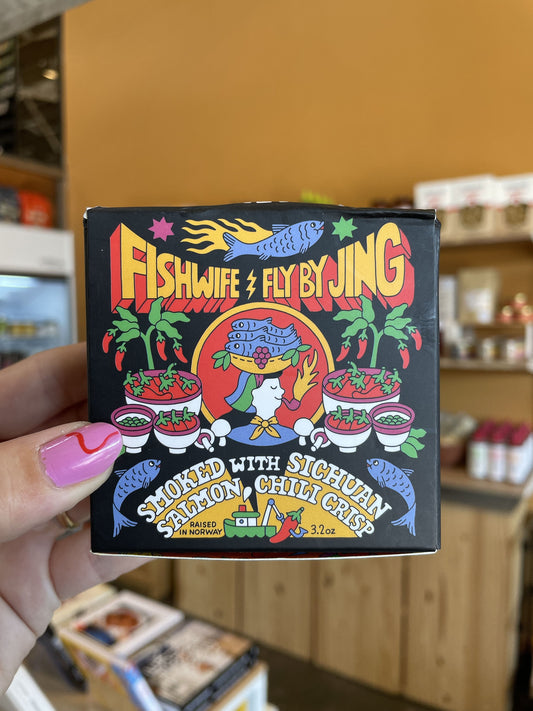 FISHWIFE FLY BY JING
SMOKED WITH SICHUAN
SALMON CHILI CRISP
RAISED
IN NORWAY
3.2oz